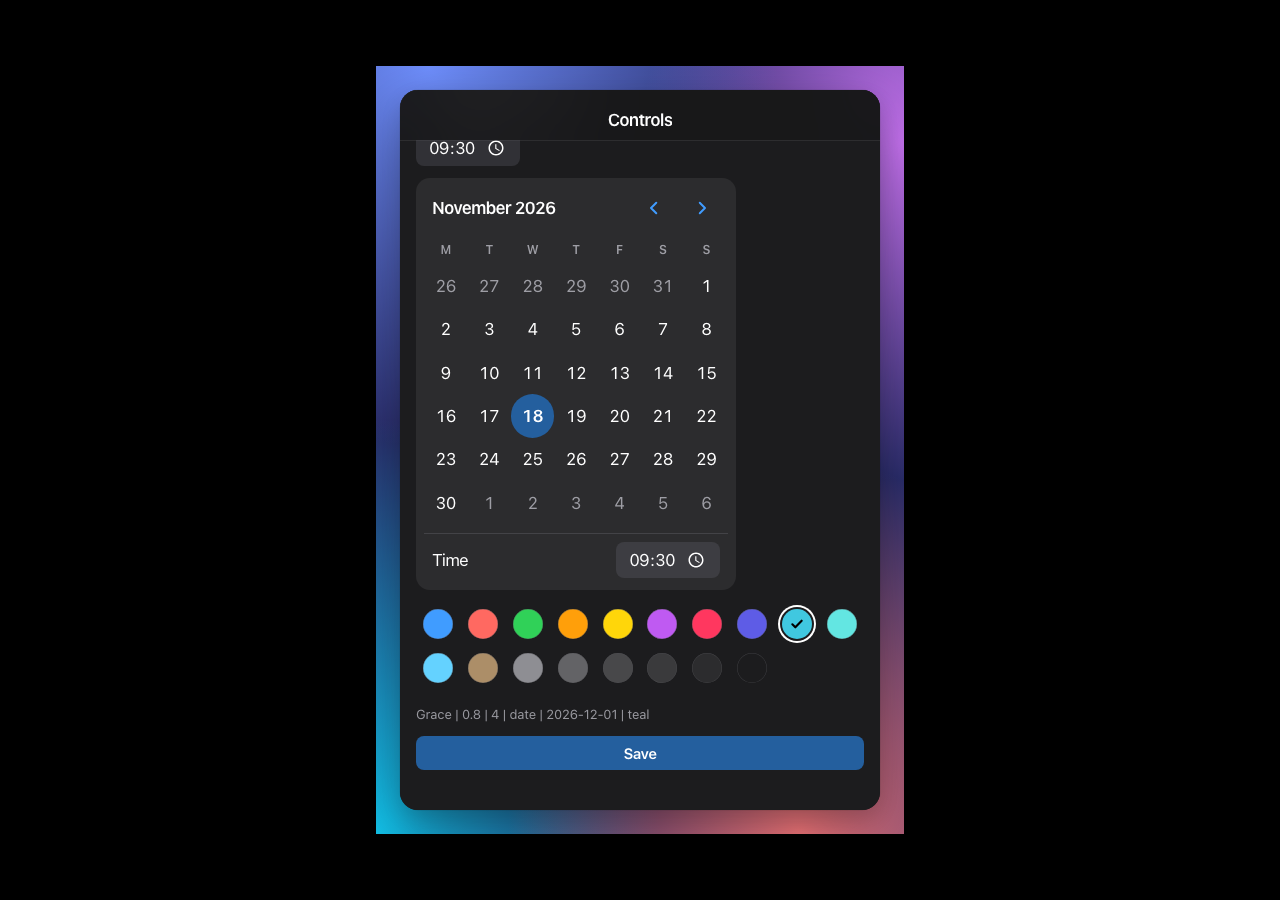 Controls
09:30
November 2026
M T W T F S S
26 27 28 29 30 31 1
2 3 4 5 6 7 8
9 10 11 12 13 14 15
16 17 18 19 20 21 22
23 24 25 26 27 28 29
30 1 2 3 4 5 6
Time 09:30
Grace | 0.8 | 4 | date | 2026-12-01 | teal
Save